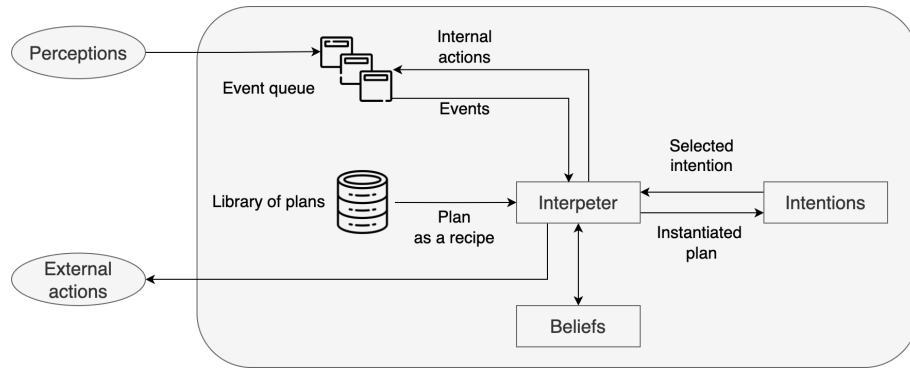 Perceptions
Internal
actions
Event queue
Events
Selected
intention
Library of plans
Plan
as a recipe
Interpeter
Intentions
Instantiated
plan
External
actions
Beliefs